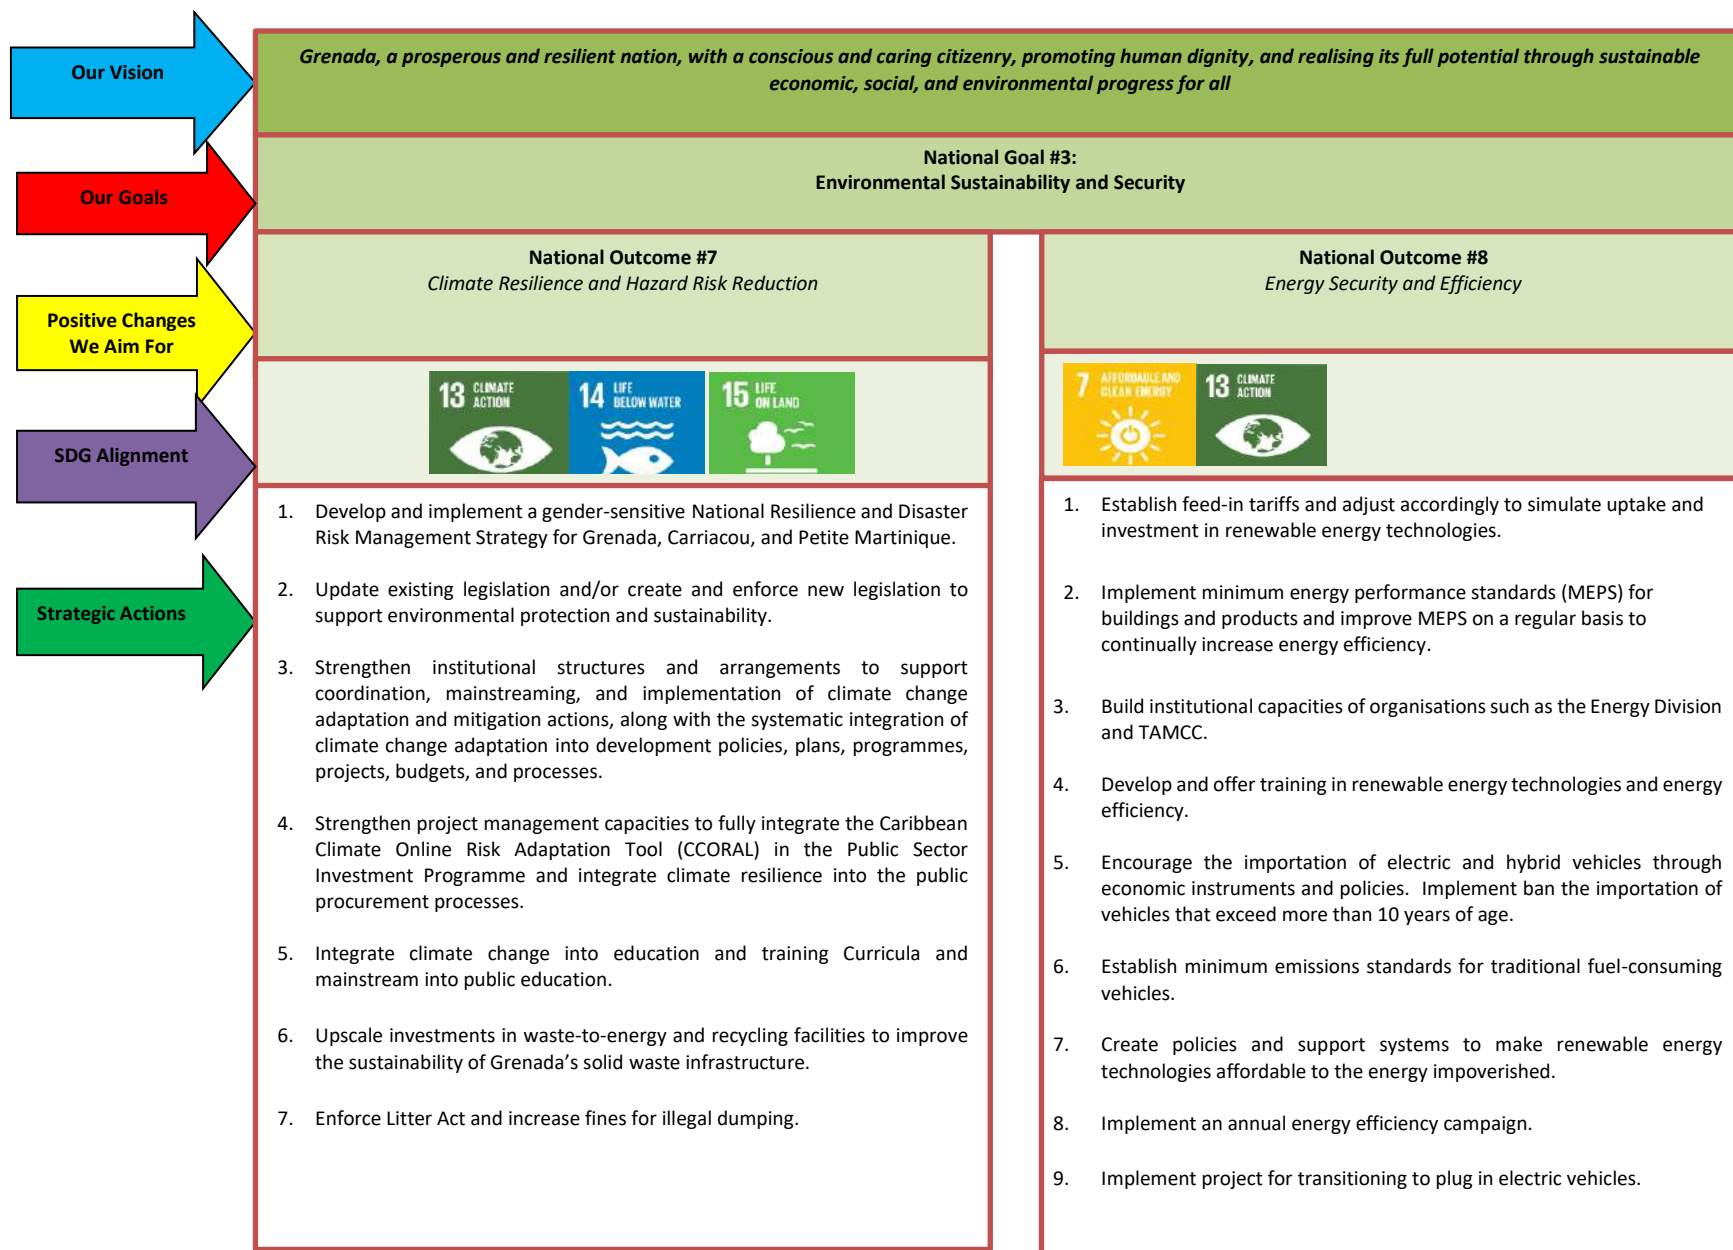 Our Vision
Grenada, a prosperous and resilient nation, with a conscious and caring citizenry, promoting human dignity, and realising its full potential through sustainable
economic, social, and environmental progress for all
Our Goals
National Goal #3:
Environmental Sustainability and Security
Positive Changes
We Aim For
National Outcome #7
Climate Resilience and Hazard Risk Reduction
National Outcome #8
Energy Security and Efficiency
SDG Alignment
13 CLIMATE
ACTION
14 LIFE
BELOW WATER
15 LIFE
ON LAND
7 AFFORDABLE AND
CLEAN ENERGY
13 CLIMATE
ACTION
Strategic Actions
1. Develop and implement a gender-sensitive National Resilience and Disaster
Risk Management Strategy for Grenada, Carriacou, and Petite Martinique.
2. Update existing legislation and/or create and enforce new legislation to
support environmental protection and sustainability.
3. Strengthen institutional structures and arrangements to support
coordination, mainstreaming, and implementation of climate change
adaptation and mitigation actions, along with the systematic integration of
climate change adaptation into development policies, plans, programmes,
projects, budgets, and processes.
4. Strengthen project management capacities to fully integrate the Caribbean
Climate Online Risk Adaptation Tool (CCORAL) in the Public Sector
Investment Programme and integrate climate resilience into the public
procurement processes.
5. Integrate climate change into education and training Curricula and
mainstream into public education.
6. Upscale investments in waste-to-energy and recycling facilities to improve
the sustainability of Grenada’s solid waste infrastructure.
7. Enforce Litter Act and increase fines for illegal dumping.
1. Establish feed-in tariffs and adjust accordingly to simulate uptake and
investment in renewable energy technologies.
2. Implement minimum energy performance standards (MEPS) for
buildings and products and improve MEPS on a regular basis to
continually increase energy efficiency.
3. Build institutional capacities of organisations such as the Energy Division
and TAMCC.
4. Develop and offer training in renewable energy technologies and energy
efficiency.
5. Encourage the importation of electric and hybrid vehicles through
economic instruments and policies. Implement ban the importation of
vehicles that exceed more than 10 years of age.
6. Establish minimum emissions standards for traditional fuel-consuming
vehicles.
7. Create policies and support systems to make renewable energy
technologies affordable to the energy impoverished.
8. Implement an annual energy efficiency campaign.
9. Implement project for transitioning to plug in electric vehicles.